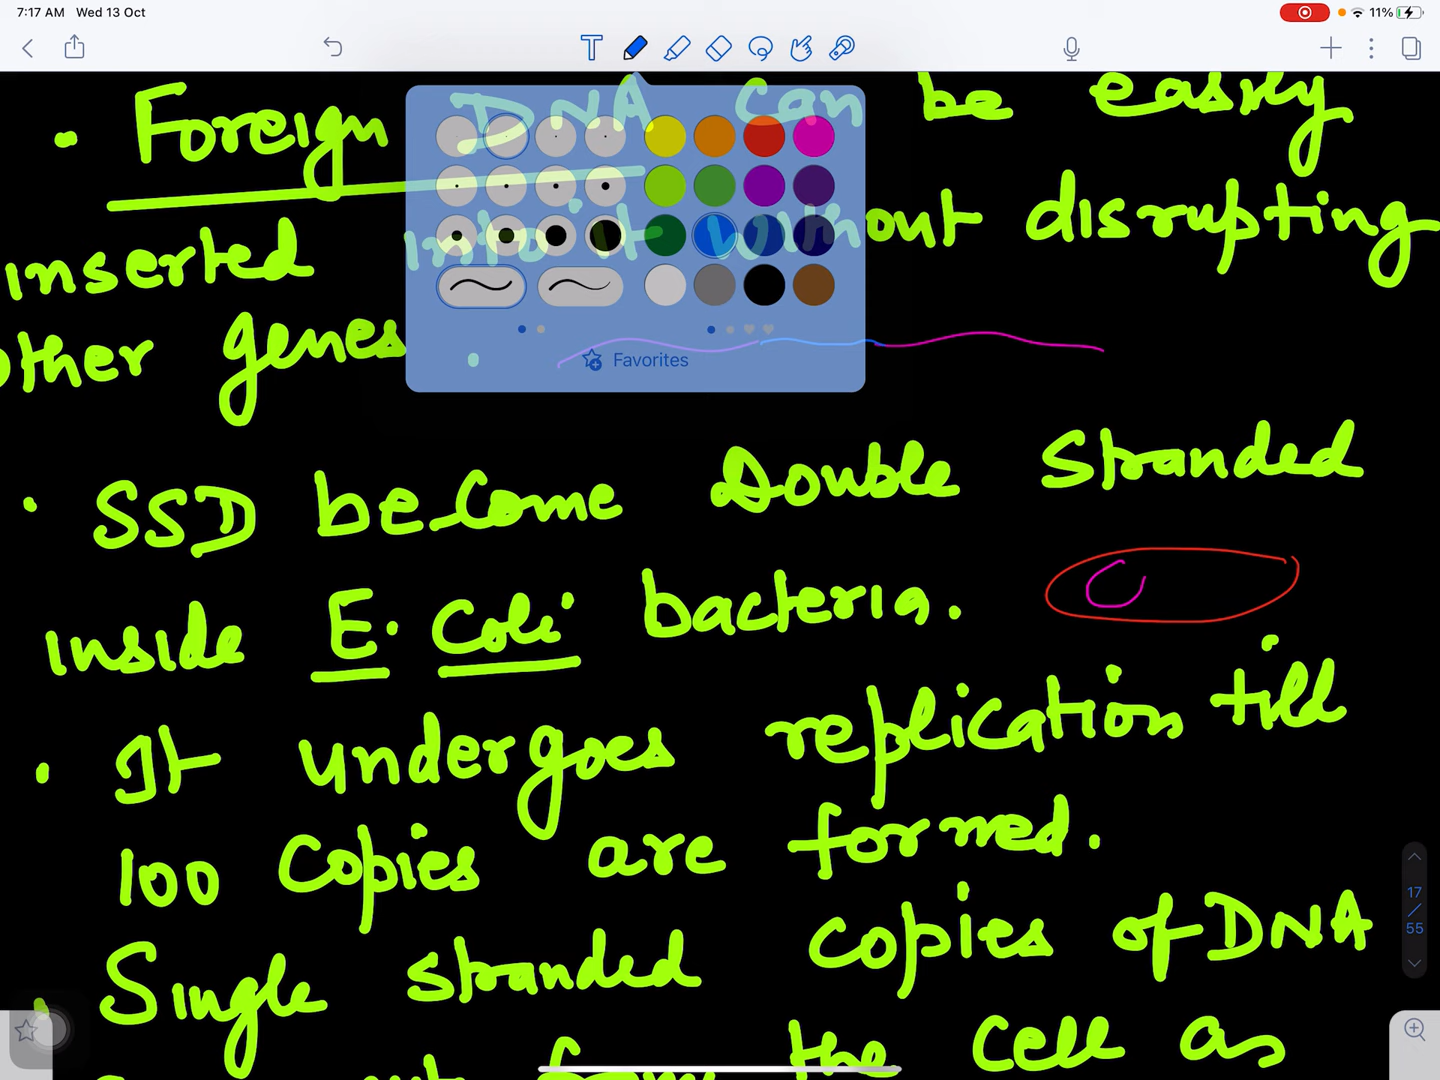 7:17 AM Wed 13 Oct
11%
• Foreign DNA can be easily
inserted into it without disrupting
other genes
Favorites
• SSD become Double Stranded
inside E. Coli bacteria.
• It undergoes replication till
100 Copies are formed.
• Single stranded copies of DNA
the cell as
17
55